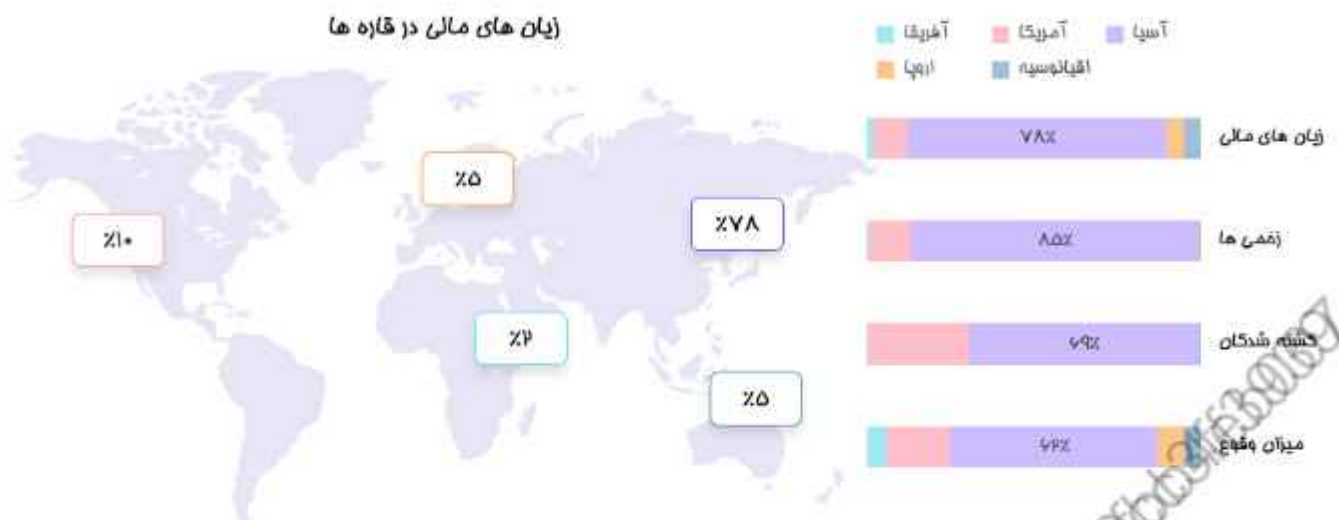 زیان های مالی در قاره ها
آسیا
آمریکا
آفریقا
اقیانوسیه
اروپا
٪۵
٪۱۰
٪۷۸
٪۲
٪۵
زیان های مالی
۷۸٪
زخمی ها
۸۵٪
کشته شدگان
۶۹٪
میزان وقوع
۶۲٪